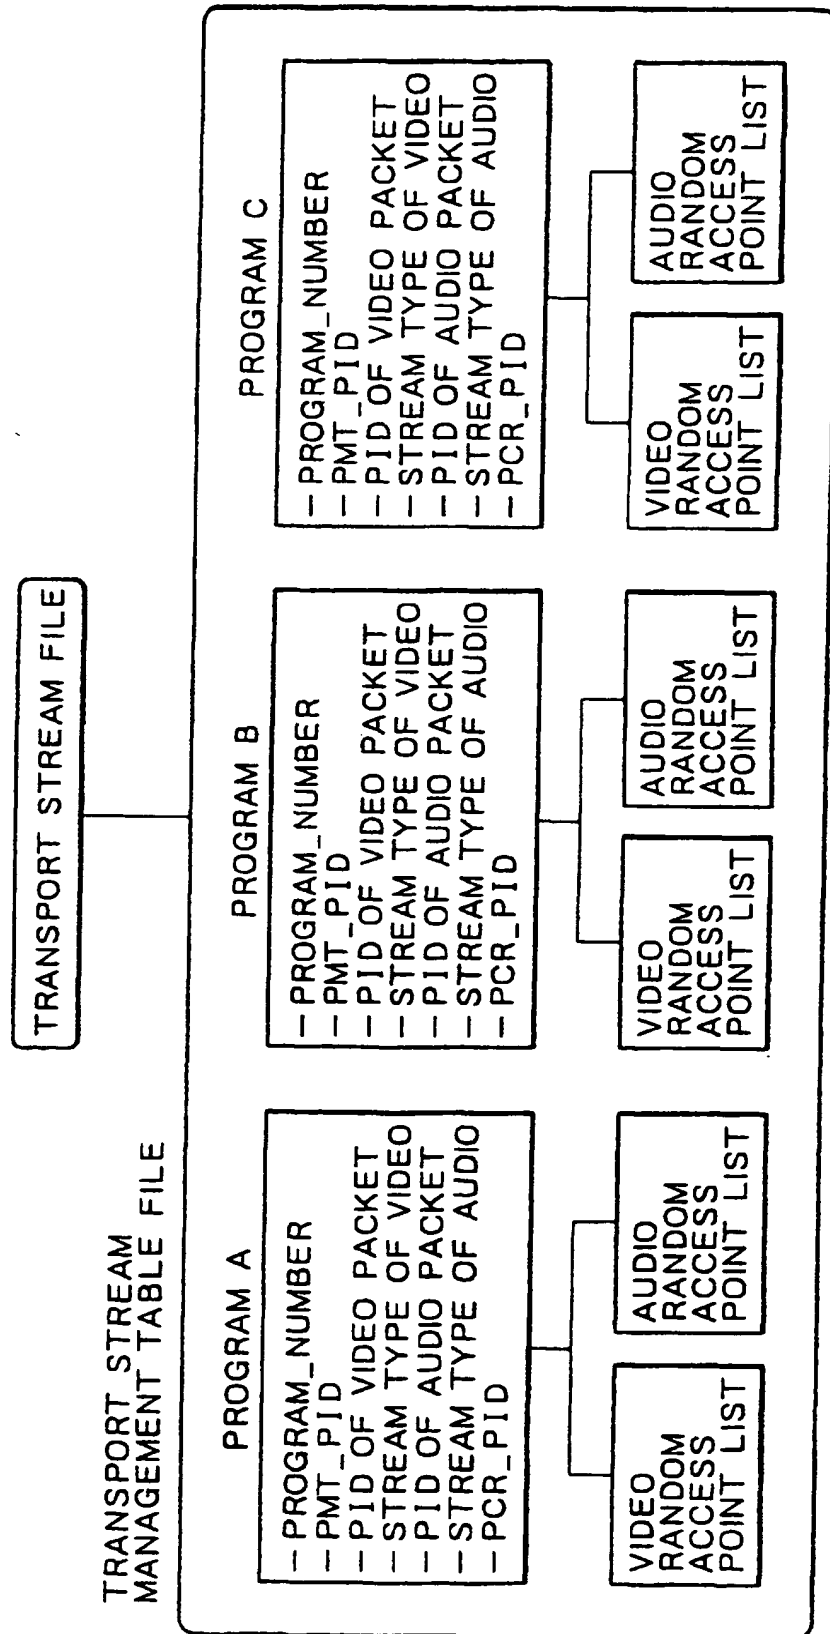 TRANSPORT STREAM FILE
TRANSPORT STREAM
MANAGEMENT TABLE FILE
PROGRAM A
— PROGRAM_NUMBER
— PMT_PID
— PID OF VIDEO PACKET
— STREAM TYPE OF VIDEO
— PID OF AUDIO PACKET
— STREAM TYPE OF AUDIO
— PCR_PID
VIDEO
RANDOM
ACCESS
POINT LIST
AUDIO
RANDOM
ACCESS
POINT LIST
PROGRAM B
— PROGRAM_NUMBER
— PMT_PID
— PID OF VIDEO PACKET
— STREAM TYPE OF VIDEO
— PID OF AUDIO PACKET
— STREAM TYPE OF AUDIO
— PCR_PID
VIDEO
RANDOM
ACCESS
POINT LIST
AUDIO
RANDOM
ACCESS
POINT LIST
PROGRAM C
— PROGRAM_NUMBER
— PMT_PID
— PID OF VIDEO PACKET
— STREAM TYPE OF VIDEO
— PID OF AUDIO PACKET
— STREAM TYPE OF AUDIO
— PCR_PID
VIDEO
RANDOM
ACCESS
POINT LIST
AUDIO
RANDOM
ACCESS
POINT LIST